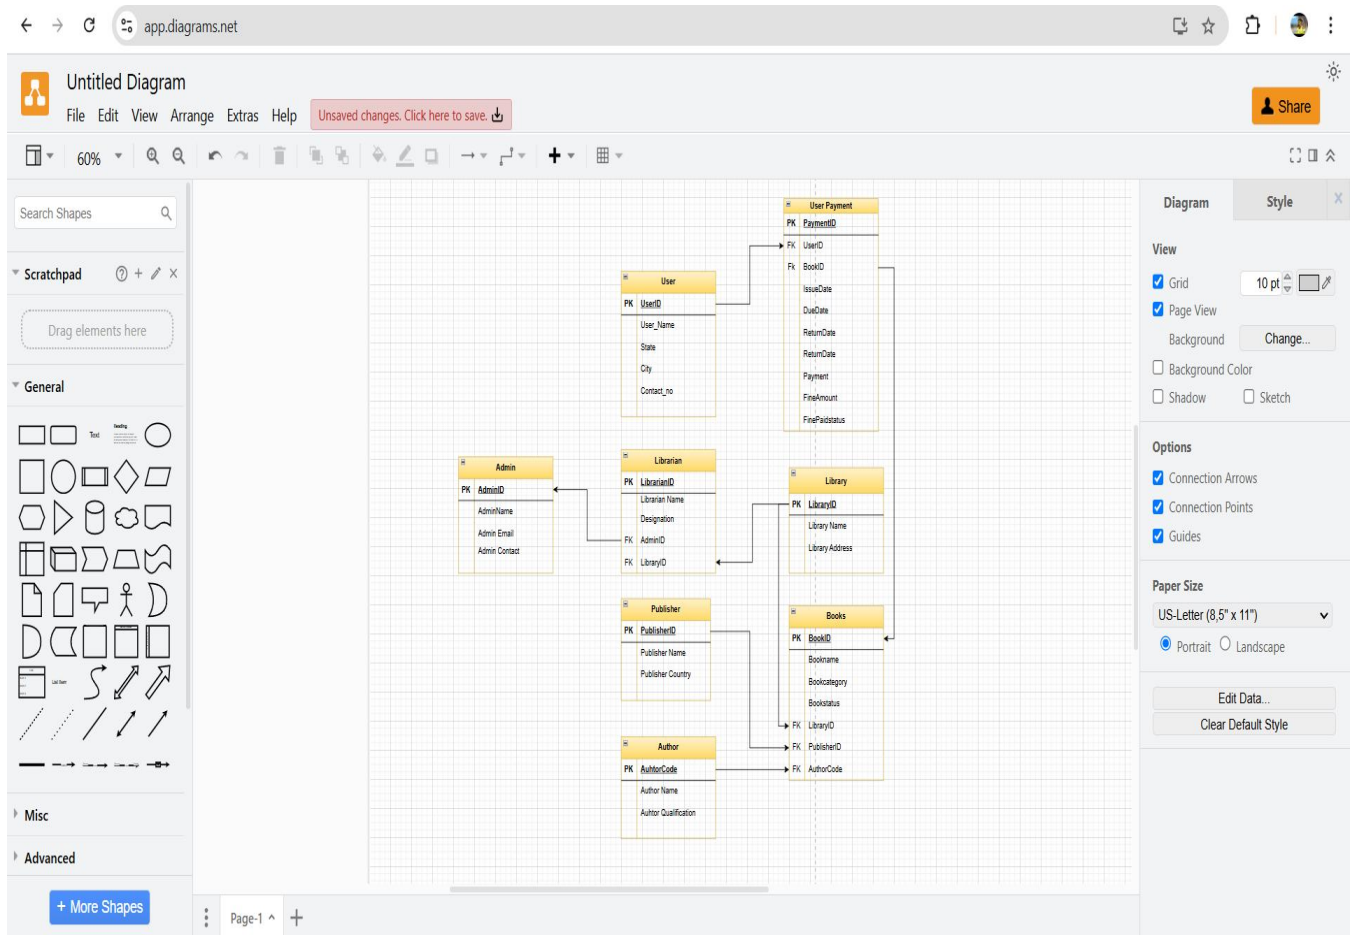 app.diagrams.net
Untitled Diagram
File Edit View Arrange Extras Help Unsaved changes. Click here to save.
Share
60%
Search Shapes
Scratchpad
Drag elements here
General
Text
Heading
List Item
Misc
Advanced
+ More Shapes
Page-1
User Payment
PK PaymentID
FK UserID
Fk BookID
IssueDate
DueDate
ReturnDate
ReturnDate
Payment
FineAmount
FinePaidstatus
User
PK UserID
User_Name
State
City
Contact_no
Admin
PK AdminID
AdminName
Admin Email
Admin Contact
Librarian
PK LibrarianID
Librarian Name
Designation
FK AdminID
FK LibraryID
Library
PK LibraryID
Library Name
Library Address
Publisher
PK PublisherID
Publisher Name
Publisher Country
Books
PK BookID
Bookname
Bookcategory
Bookstatus
FK LibraryID
FK PublisherID
FK AuthorCode
Author
PK AuhtorCode
Author Name
Auhtor Qualification
Diagram Style
View
Grid 10 pt
Page View
Background Change...
Background Color
Shadow Sketch
Options
Connection Arrows
Connection Points
Guides
Paper Size
US-Letter (8,5" x 11")
Portrait Landscape
Edit Data...
Clear Default Style